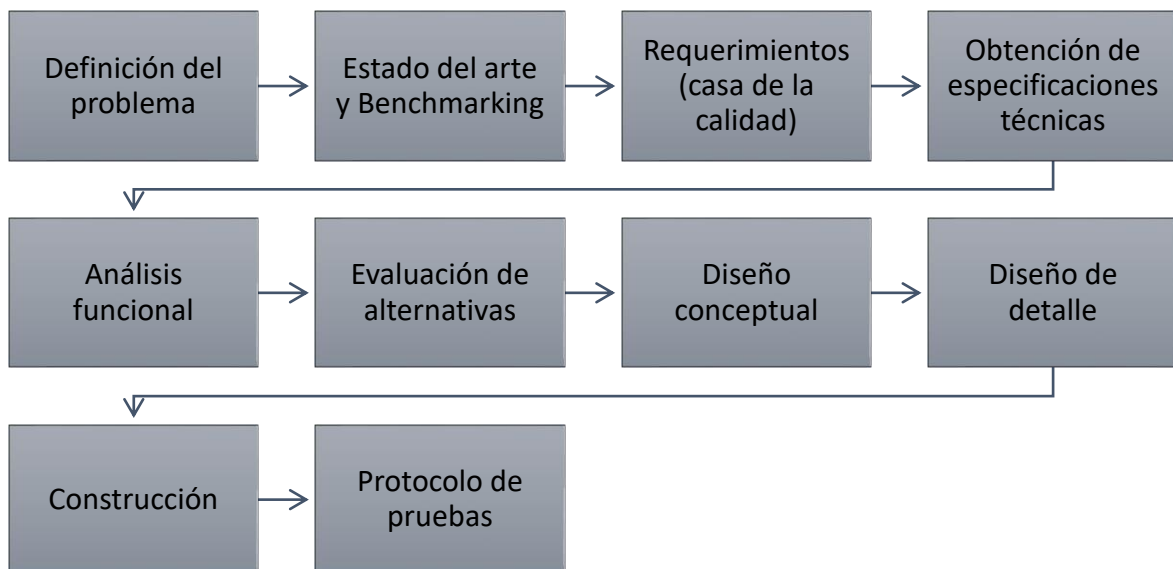 Definición del
problema
Estado del arte
y Benchmarking
Requerimientos
(casa de la
calidad)
Obtención de
especificaciones
técnicas
Análisis
funcional
Evaluación de
alternativas
Diseño
conceptual
Diseño de
detalle
Construcción
Protocolo de
pruebas